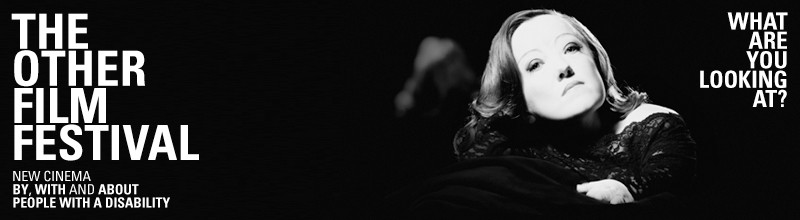 THE
OTHER
FILM
FESTIVAL
NEW CINEMA
BY, WITH AND ABOUT
PEOPLE WITH A DISABILITY
WHAT
ARE
YOU
LOOKING
AT?